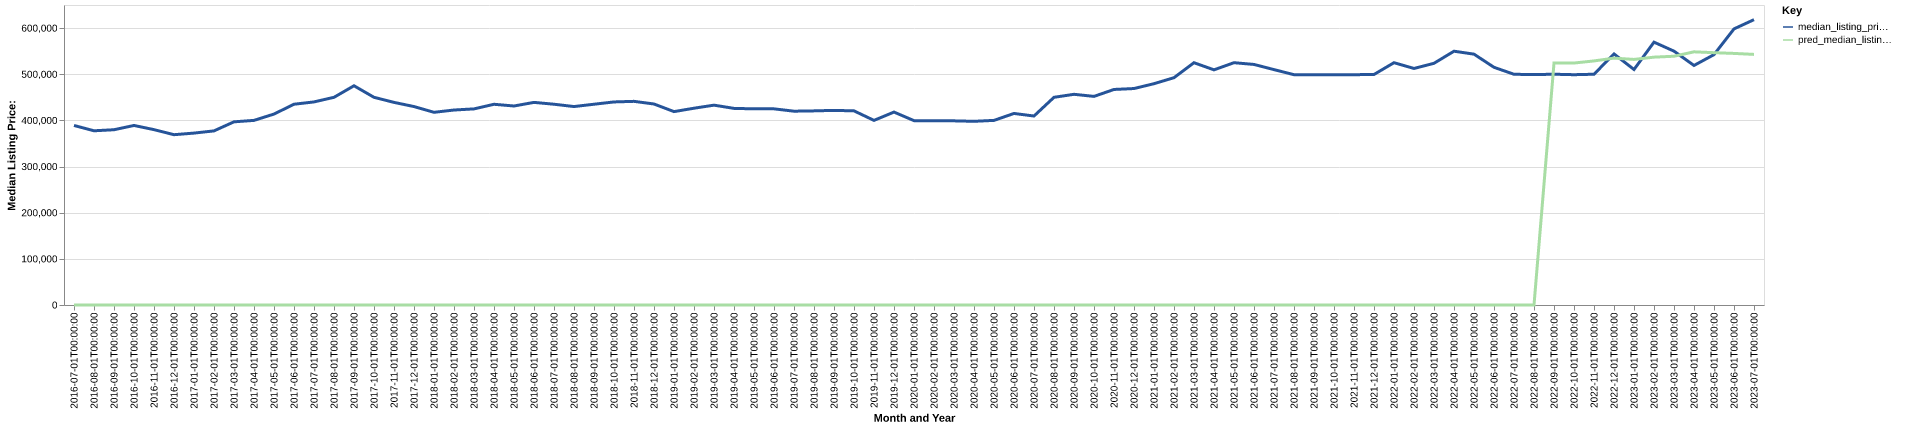 Key
median_listing_pri...
pred_median_listin...
Median Listing Price:
600,000
500,000
400,000
300,000
200,000
100,000
0
2016-07-01T00:00:00
2016-08-01T00:00:00
2016-09-01T00:00:00
2016-10-01T00:00:00
2016-11-01T00:00:00
2016-12-01T00:00:00
2017-01-01T00:00:00
2017-02-01T00:00:00
2017-03-01T00:00:00
2017-04-01T00:00:00
2017-05-01T00:00:00
2017-06-01T00:00:00
2017-07-01T00:00:00
2017-08-01T00:00:00
2017-09-01T00:00:00
2017-10-01T00:00:00
2017-11-01T00:00:00
2017-12-01T00:00:00
2018-01-01T00:00:00
2018-02-01T00:00:00
2018-03-01T00:00:00
2018-04-01T00:00:00
2018-05-01T00:00:00
2018-06-01T00:00:00
2018-07-01T00:00:00
2018-08-01T00:00:00
2018-09-01T00:00:00
2018-10-01T00:00:00
2018-11-01T00:00:00
2018-12-01T00:00:00
2019-01-01T00:00:00
2019-02-01T00:00:00
2019-03-01T00:00:00
2019-04-01T00:00:00
2019-05-01T00:00:00
2019-06-01T00:00:00
2019-07-01T00:00:00
2019-08-01T00:00:00
2019-09-01T00:00:00
2019-10-01T00:00:00
2019-11-01T00:00:00
2019-12-01T00:00:00
2020-01-01T00:00:00
2020-02-01T00:00:00
2020-03-01T00:00:00
2020-04-01T00:00:00
2020-05-01T00:00:00
2020-06-01T00:00:00
2020-07-01T00:00:00
2020-08-01T00:00:00
2020-09-01T00:00:00
2020-10-01T00:00:00
2020-11-01T00:00:00
2020-12-01T00:00:00
2021-01-01T00:00:00
2021-02-01T00:00:00
2021-03-01T00:00:00
2021-04-01T00:00:00
2021-05-01T00:00:00
2021-06-01T00:00:00
2021-07-01T00:00:00
2021-08-01T00:00:00
2021-09-01T00:00:00
2021-10-01T00:00:00
2021-11-01T00:00:00
2021-12-01T00:00:00
2022-01-01T00:00:00
2022-02-01T00:00:00
2022-03-01T00:00:00
2022-04-01T00:00:00
2022-05-01T00:00:00
2022-06-01T00:00:00
2022-07-01T00:00:00
2022-08-01T00:00:00
2022-09-01T00:00:00
2022-10-01T00:00:00
2022-11-01T00:00:00
2022-12-01T00:00:00
2023-01-01T00:00:00
2023-02-01T00:00:00
2023-03-01T00:00:00
2023-04-01T00:00:00
2023-05-01T00:00:00
2023-06-01T00:00:00
2023-07-01T00:00:00
Month and Year